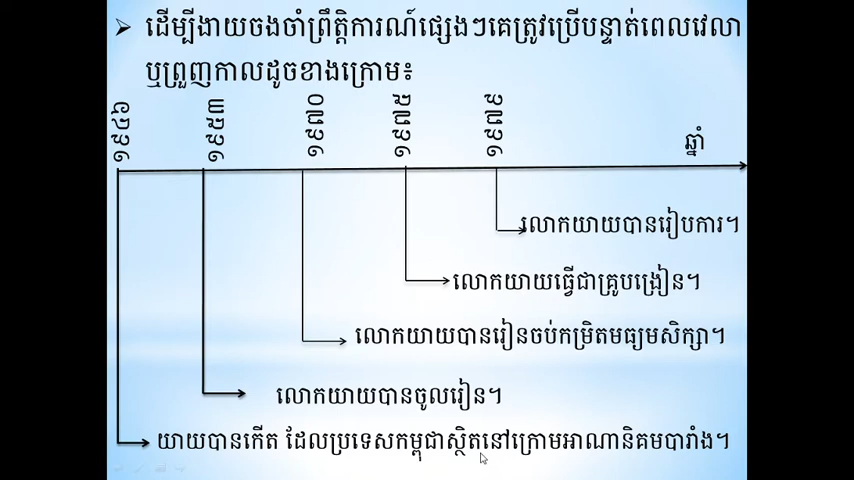 ដើម្បីងាយចងចាំព្រឹត្តិការណ៍ផ្សេងៗគេត្រូវប្រើបន្ទាត់ពេលវេលា
ឬព្រួញកាលដូចខាងក្រោម៖
១៩៤៦
១៩៥៣
១៩៧០
១៩៧៥
១៩៧៩
ឆ្នាំ
លោកយាយបានរៀបការ។
លោកយាយធ្វើជាគ្រូបង្រៀន។
លោកយាយបានរៀនចប់កម្រិតមធ្យមសិក្សា។
លោកយាយបានចូលរៀន។
យាយបានកើត ដែលប្រទេសកម្ពុជាស្ថិតនៅក្រោមអាណានិគមបារាំង។